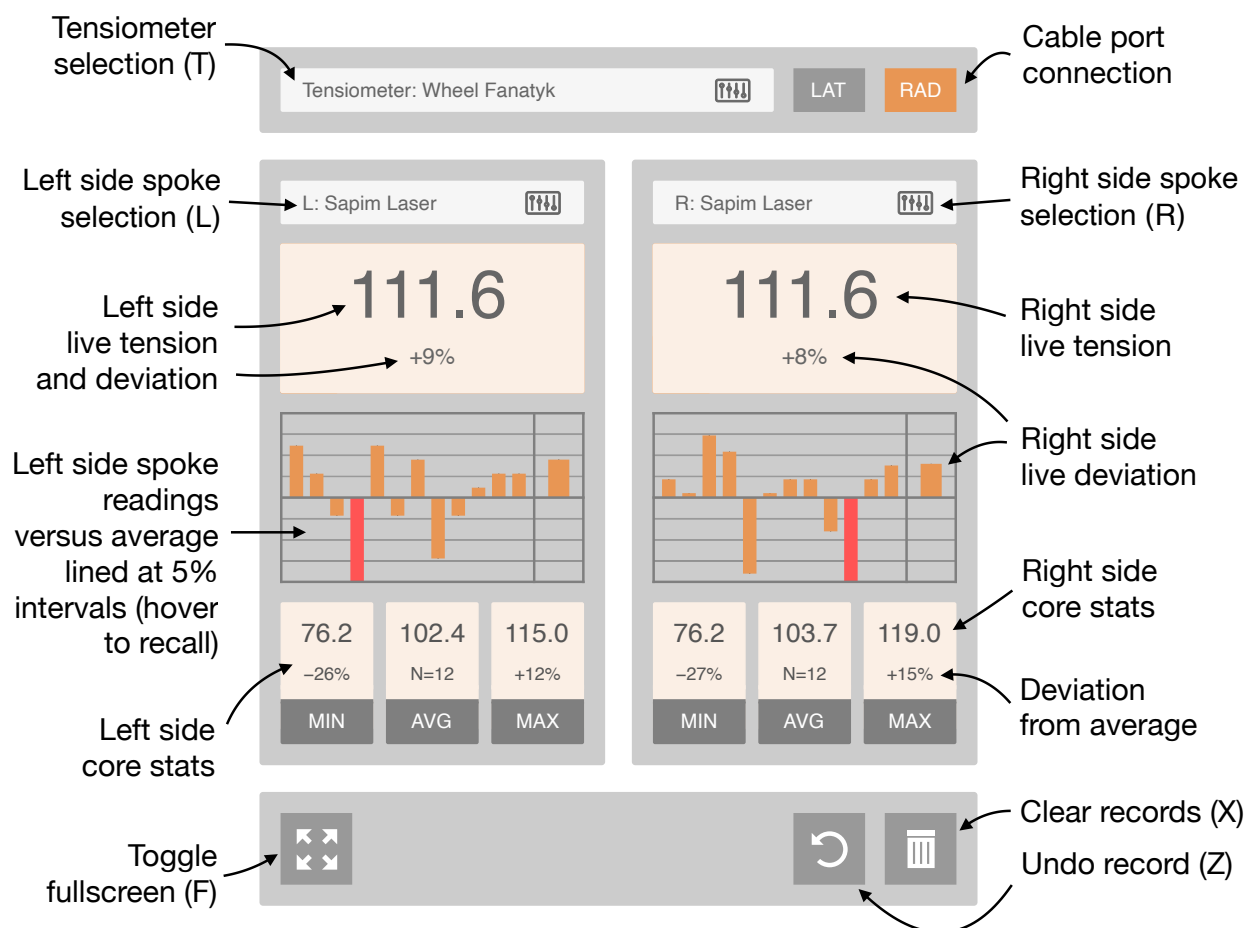 Tensiometer
selection (T)
Tensiometer: Wheel Fanatyk
LAT
RAD
Cable port
connection
Left side spoke
selection (L)
L: Sapim Laser
R: Sapim Laser
Right side spoke
selection (R)
111.6
+9%
111.6
+8%
Left side
live tension
and deviation
Right side
live tension
Left side spoke
readings
versus average
lined at 5%
intervals (hover
to recall)
Right side
live deviation
76.2
102.4
115.0
−26%
N=12
+12%
MIN
AVG
MAX
76.2
103.7
119.0
−27%
N=12
+15%
MIN
AVG
MAX
Right side
core stats
Left side
core stats
Deviation
from average
Toggle
fullscreen (F)
Clear records (X)
Undo record (Z)